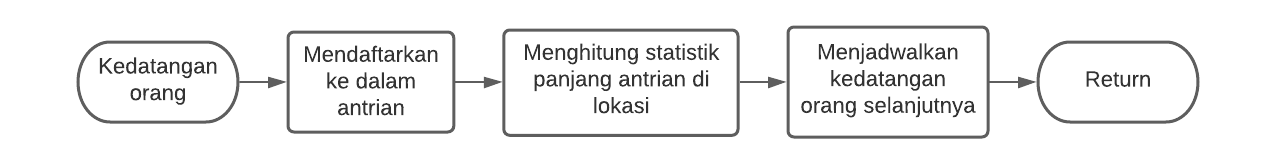 Kedatangan
orang
Mendaftarkan
ke dalam
antrian
Menghitung statistik
panjang antrian di
lokasi
Menjadwalkan
kedatangan
orang selanjutnya
Return